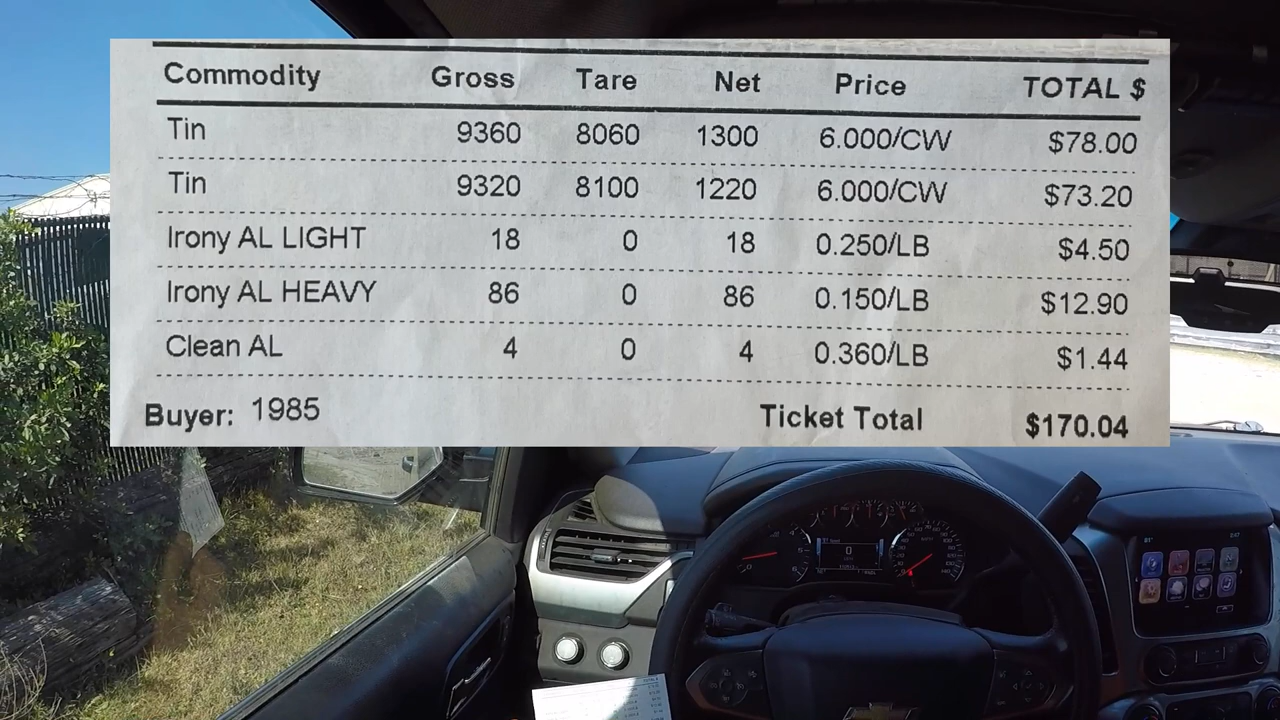 Commodity Gross Tare Net Price TOTAL $
Tin 9360 8060 1300 6.000/CW $78.00
Tin 9320 8100 1220 6.000/CW $73.20
Irony AL LIGHT 18 0 18 0.250/LB $4.50
Irony AL HEAVY 86 0 86 0.150/LB $12.90
Clean AL 4 0 4 0.360/LB $1.44
Buyer: 1985 Ticket Total $170.04